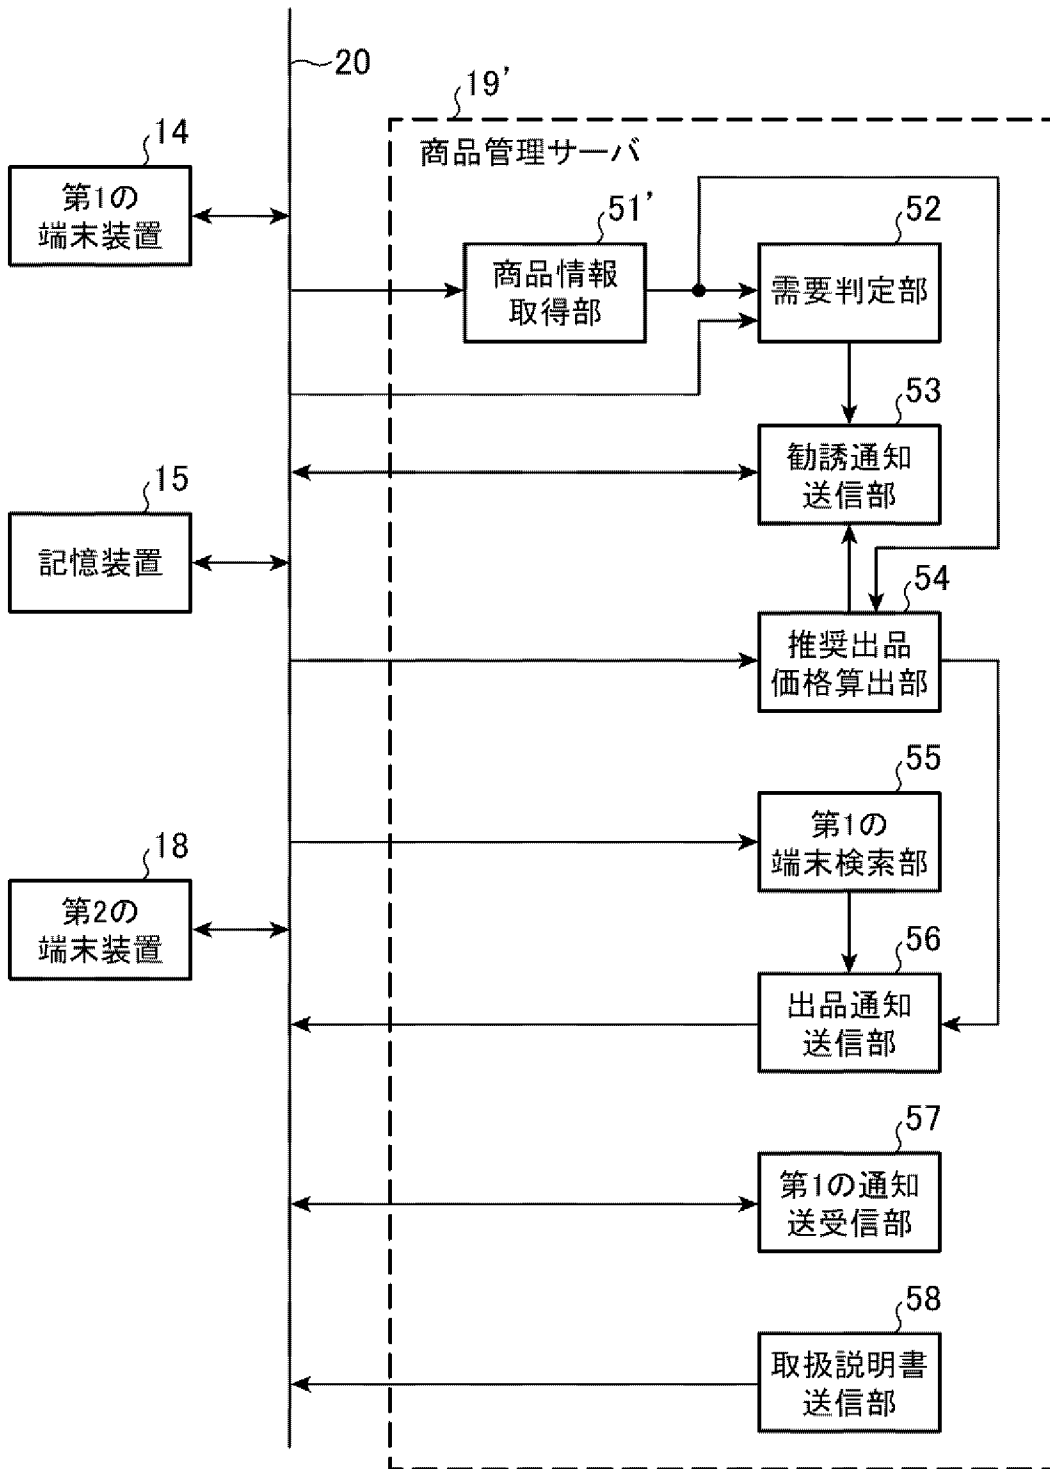 20
19'
商品管理サーバ
14
第1の
端末装置
51'
商品情報
取得部
52
需要判定部
53
勧誘通知
送信部
15
記憶装置
54
推奨出品
価格算出部
55
第1の
端末検索部
18
第2の
端末装置
56
出品通知
送信部
57
第1の通知
送受信部
58
取扱説明書
送信部